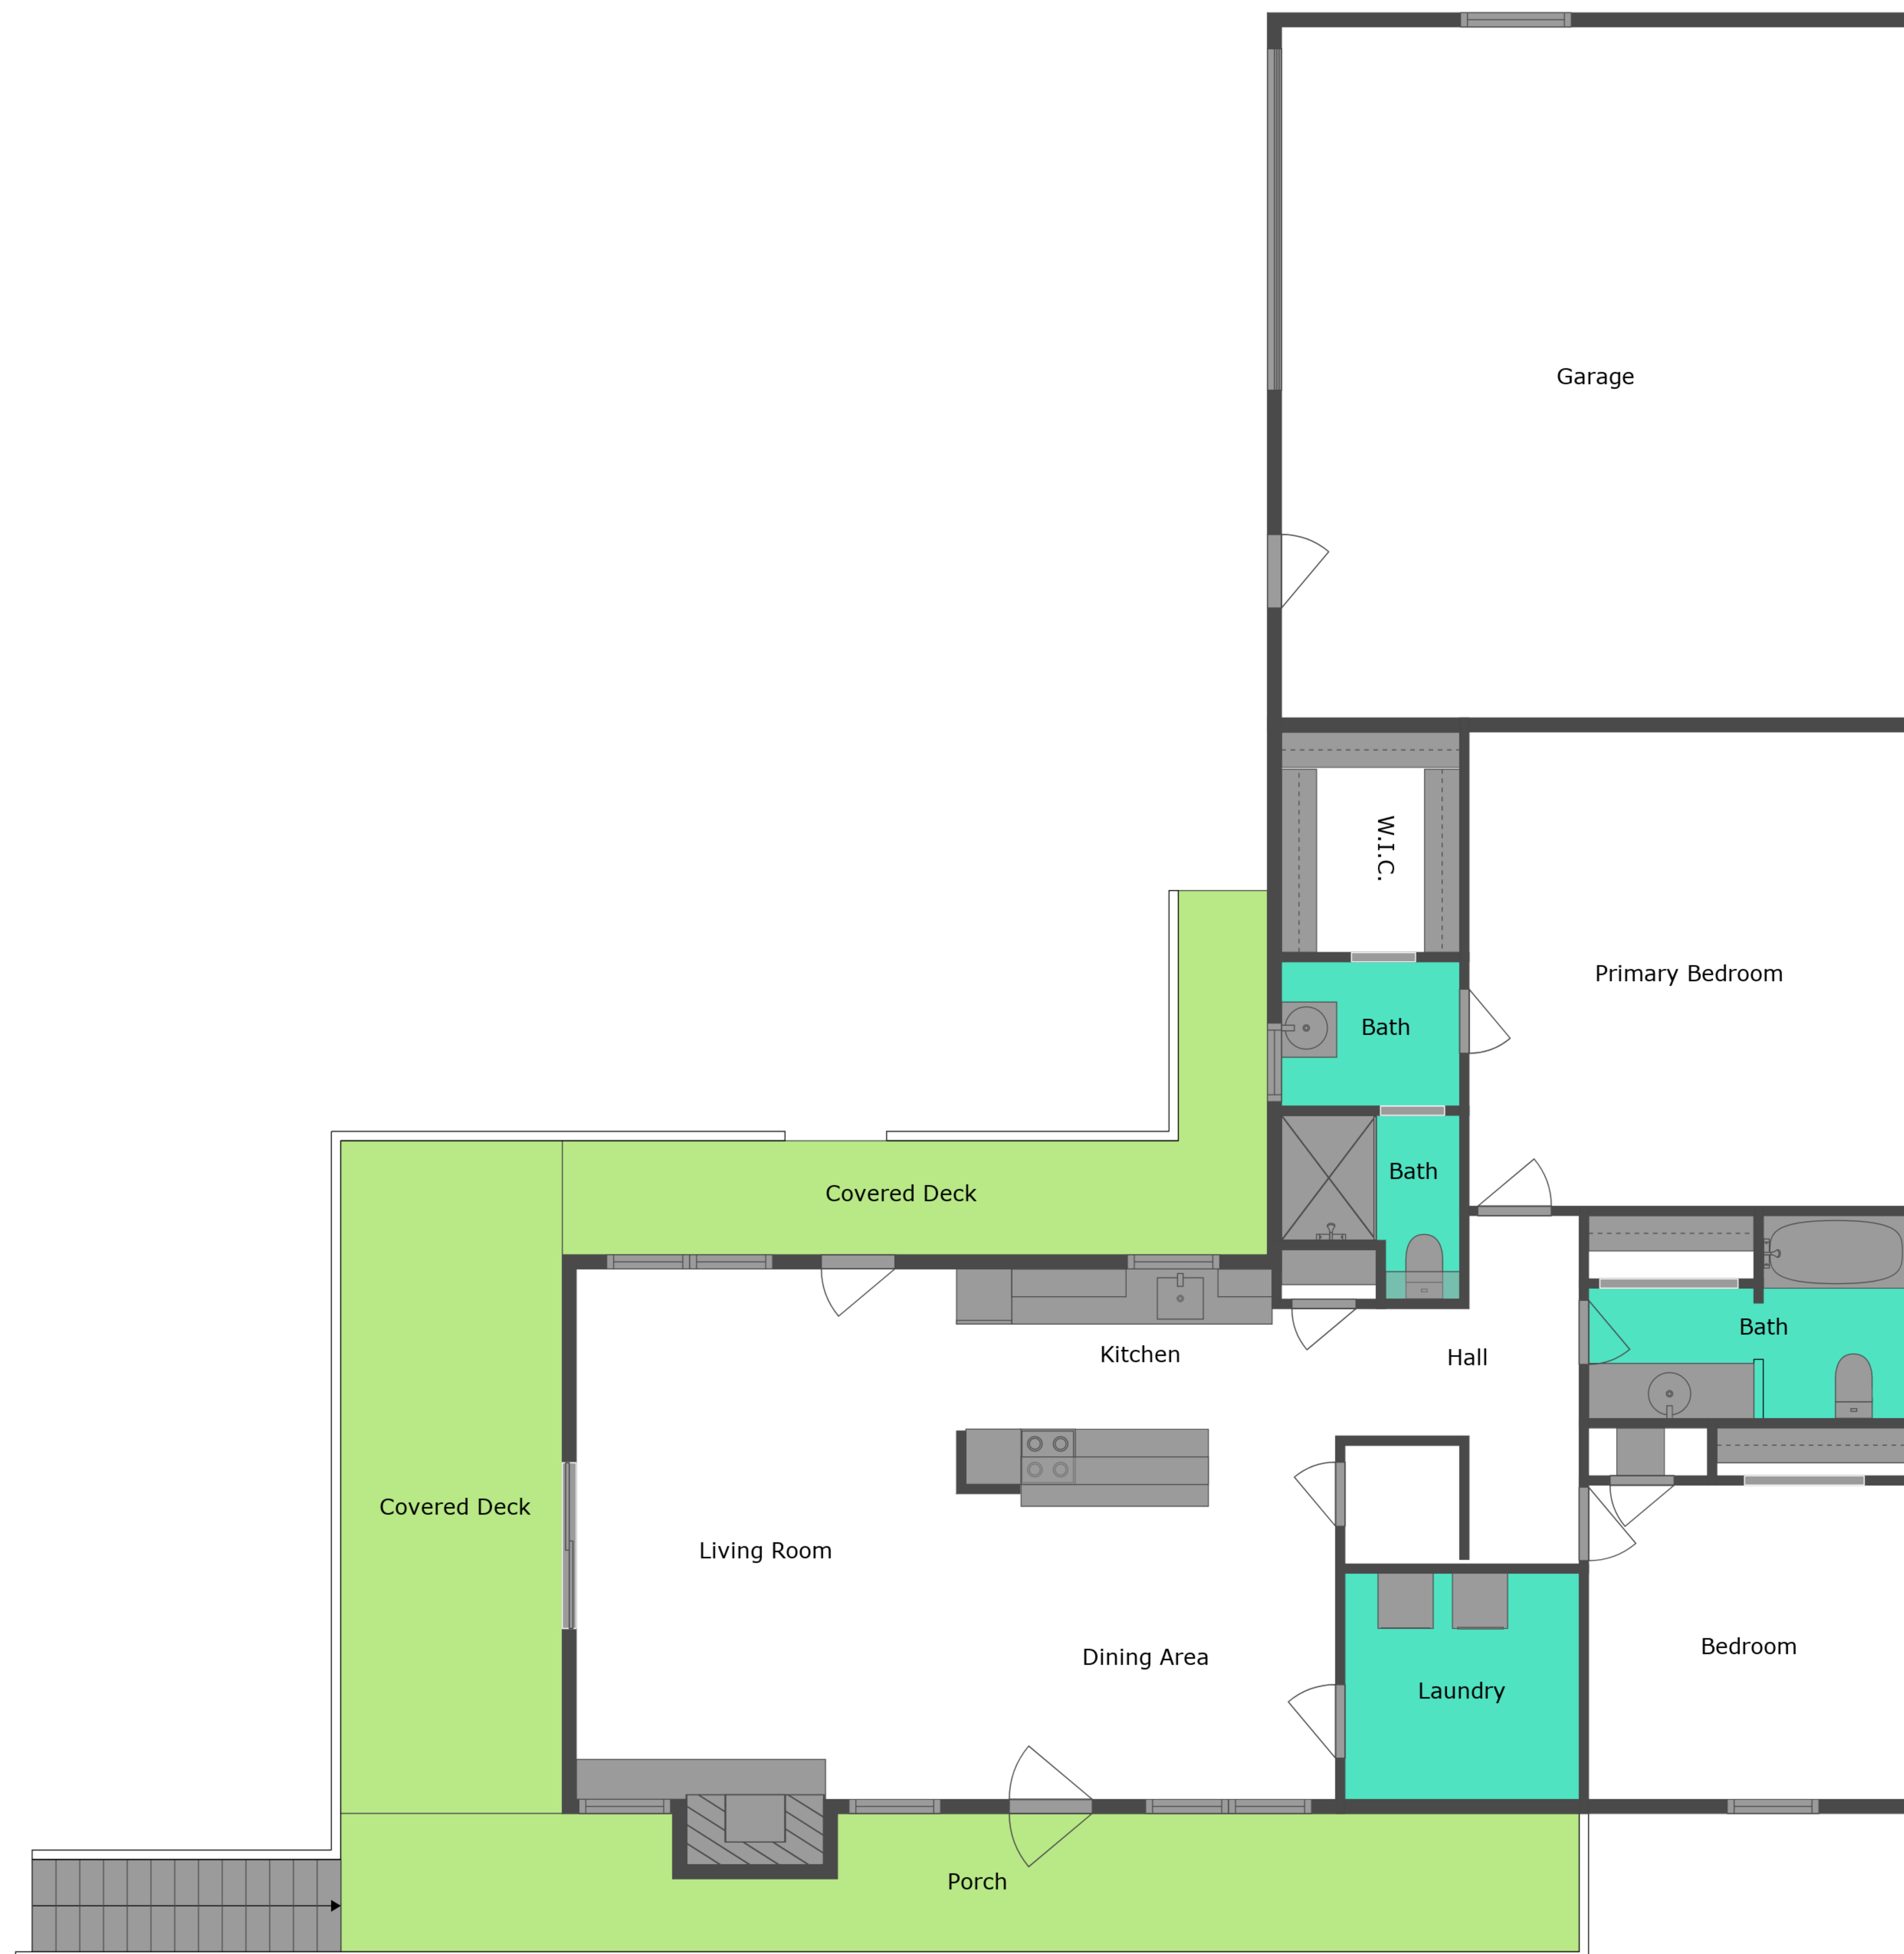 Garage
W.I.C.
Primary Bedroom
Bath
Bath
Covered Deck
Bath
Kitchen
Hall
Covered Deck
Living Room
Bedroom
Dining Area
Laundry
Porch